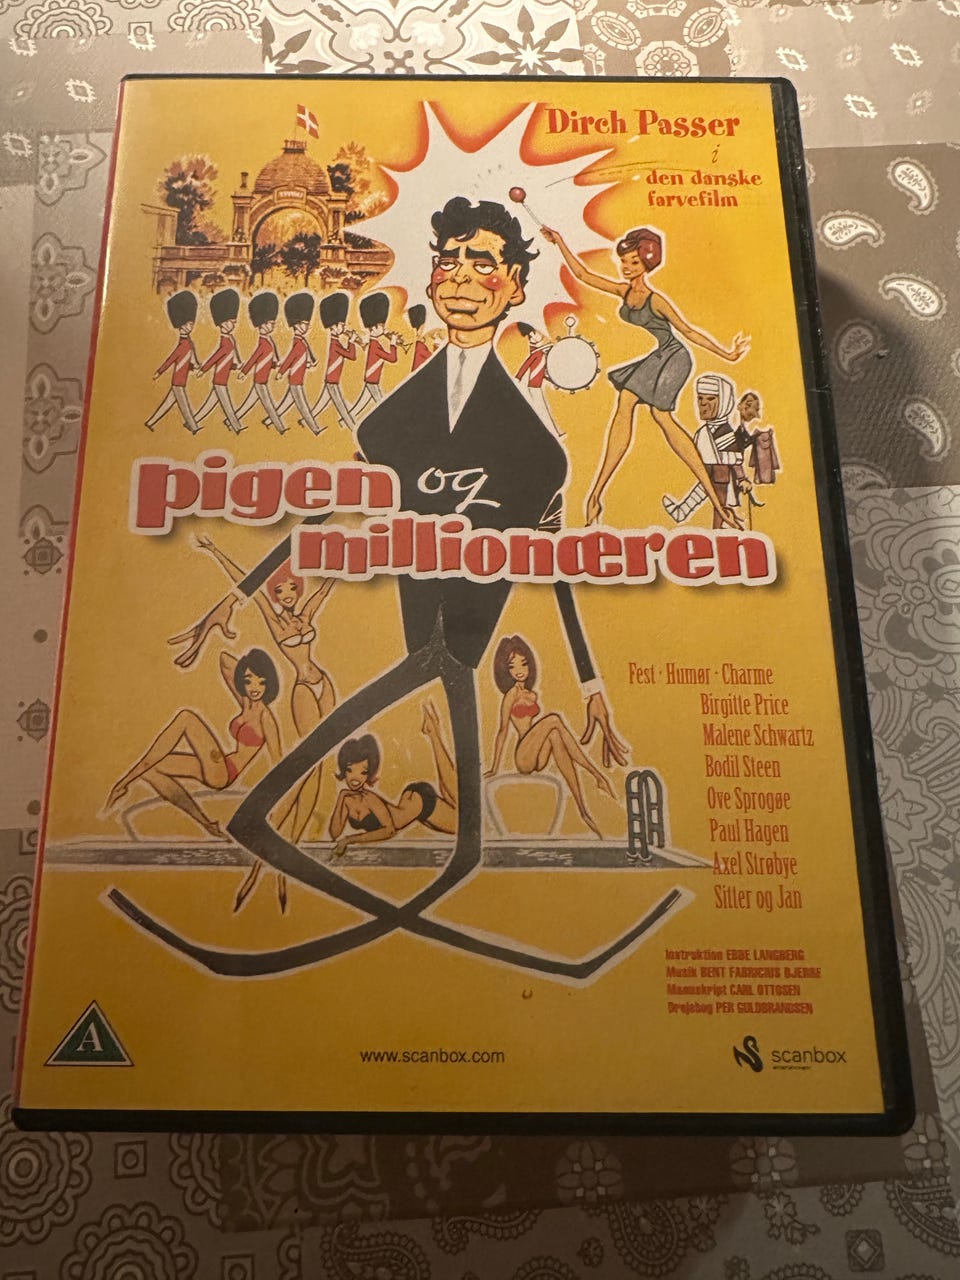 Dirch Passer
i
den danske
farvefilm
TIVOLI
pigen og
millionæren
Fest · Humør · Charme
Birgitte Price
Malene Schwartz
Bodil Steen
Ove Sprogøe
Paul Hagen
Axel Strøbye
Sitter og Jan
Instruktion EBBE LANGBERG
Musik BENT FABRICIUS BJERRE
Manuskript CARL OTTOSEN
Drejebog PER GULDBRANDSEN
A
www.scanbox.com
scanbox
entertainment